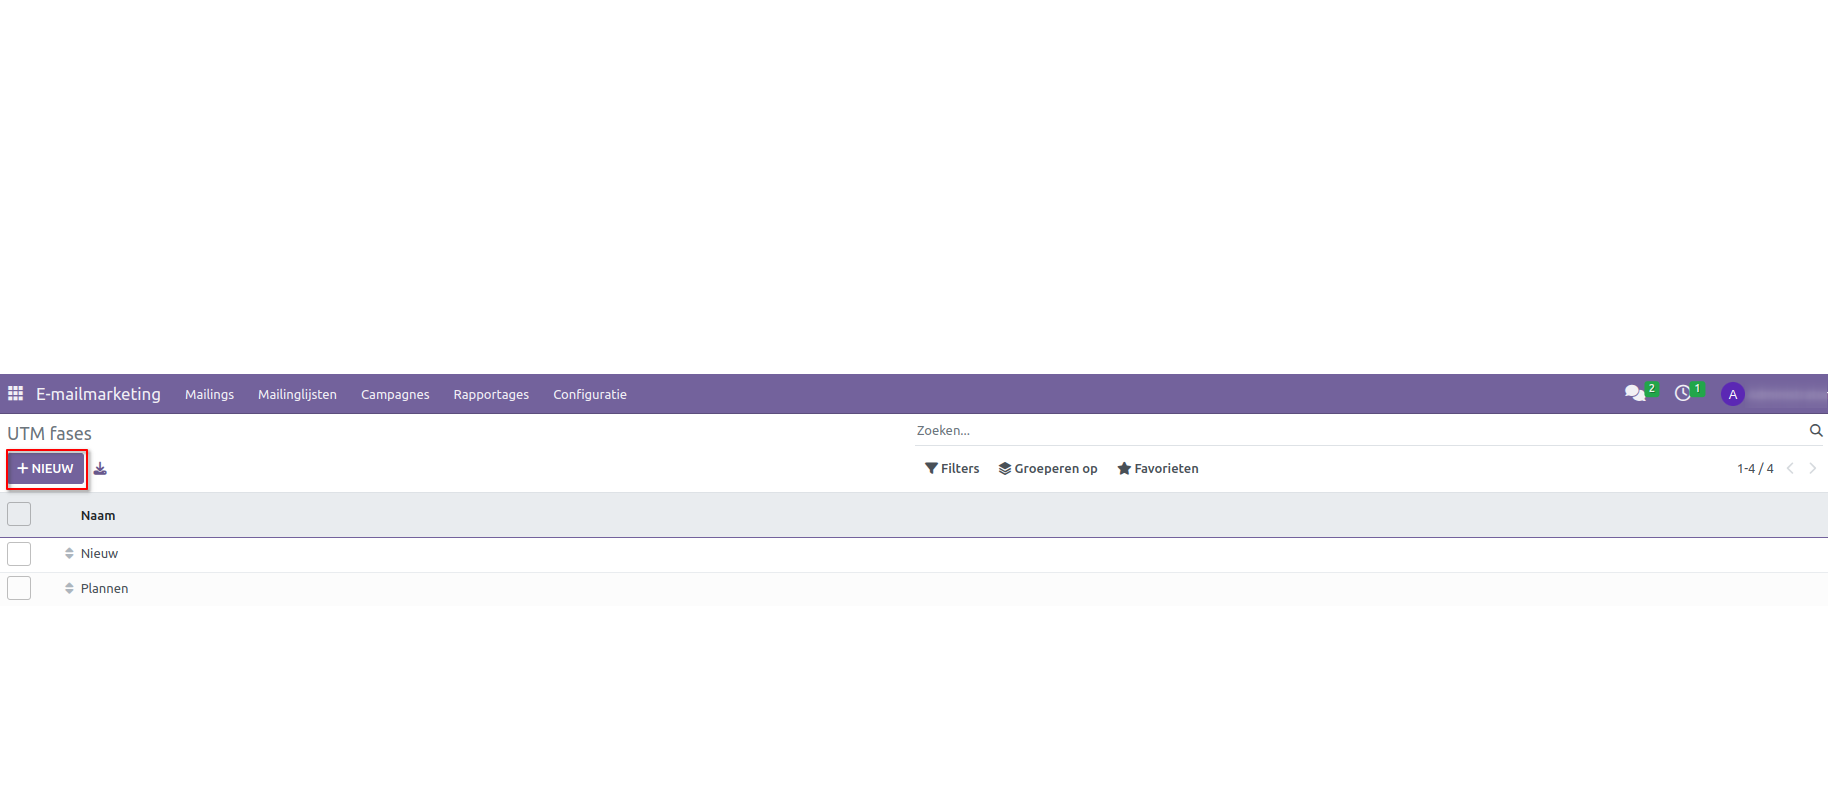 E-mailmarketing Mailings Mailinglijsten Campagnes Rapportages Configuratie 2 1 A
UTM fases Zoeken...
+ NIEUW Filters Groeperen op Favorieten 1-4 / 4
Naam
Nieuw
Plannen